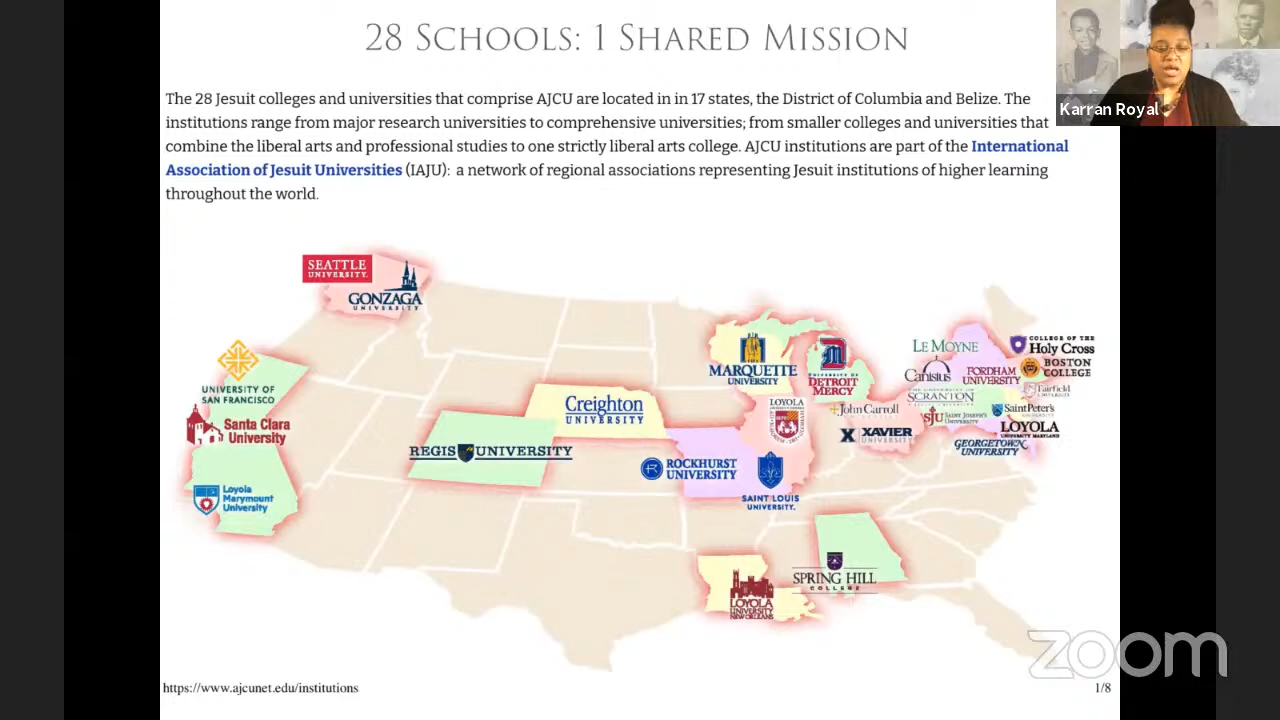 28 SCHOOLS: 1 SHARED MISSION
Karran Royal
The 28 Jesuit colleges and universities that comprise AJCU are located in in 17 states, the District of Columbia and Belize. The
institutions range from major research universities to comprehensive universities; from smaller colleges and universities that
combine the liberal arts and professional studies to one strictly liberal arts college. AJCU institutions are part of the International
Association of Jesuit Universities (IAJU): a network of regional associations representing Jesuit institutions of higher learning
throughout the world.
SEATTLE
UNIVERSITY.
GONZAGA
UNIVERSITY
UNIVERSITY OF
SAN FRANCISCO
Santa Clara
University
Loyola
Marymount
University
REGIS UNIVERSITY
Creighton
UNIVERSITY
ROCKHURST
UNIVERSITY
SAINT LOUIS
UNIVERSITY.
MARQUETTE
UNIVERSITY
UNIVERSITY OF
DETROIT
MERCY
LOYOLA
John Carroll
XAVIER
UNIVERSITY
LE MOYNE
Canisius
FORDHAM
UNIVERSITY
SCRANTON
COLLEGE OF THE
Holy Cross
BOSTON
COLLEGE
Fairfield
UNIVERSITY
SJU SAINT JOSEPH'S
UNIVERSITY
Saint Peter's
LOYOLA
UNIVERSITY MARYLAND
GEORGETOWN
UNIVERSITY
LOYOLA
UNIVERSITY
NEW ORLEANS
SPRING HILL
COLLEGE
zoom
https://www.ajcunet.edu/institutions
1/8